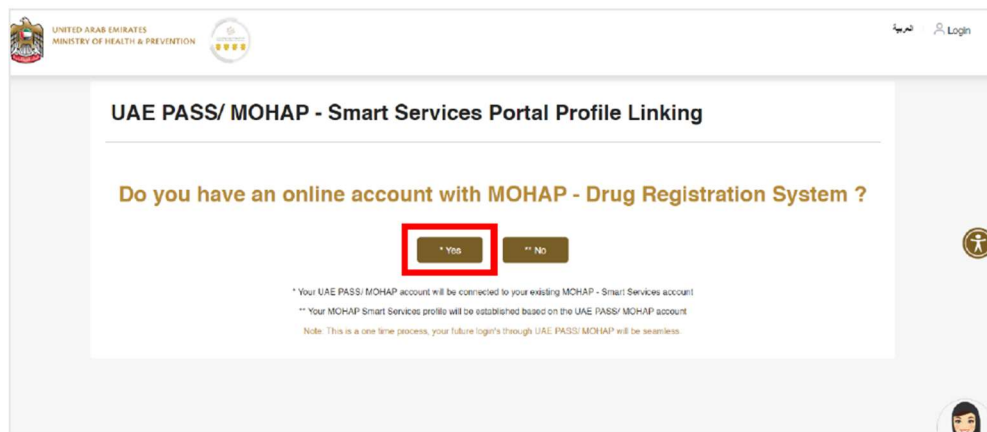 UNITED ARAB EMIRATES
MINISTRY OF HEALTH & PREVENTION
العربية
Login
UAE PASS/ MOHAP - Smart Services Portal Profile Linking
Do you have an online account with MOHAP - Drug Registration System ?
* Yes
** No
* Your UAE PASS/ MOHAP account will be connected to your existing MOHAP - Smart Services account
** Your MOHAP Smart Services profile will be established based on the UAE PASS/ MOHAP account
Note: This is a one time process, your future login's through UAE PASS/ MOHAP will be seamless.